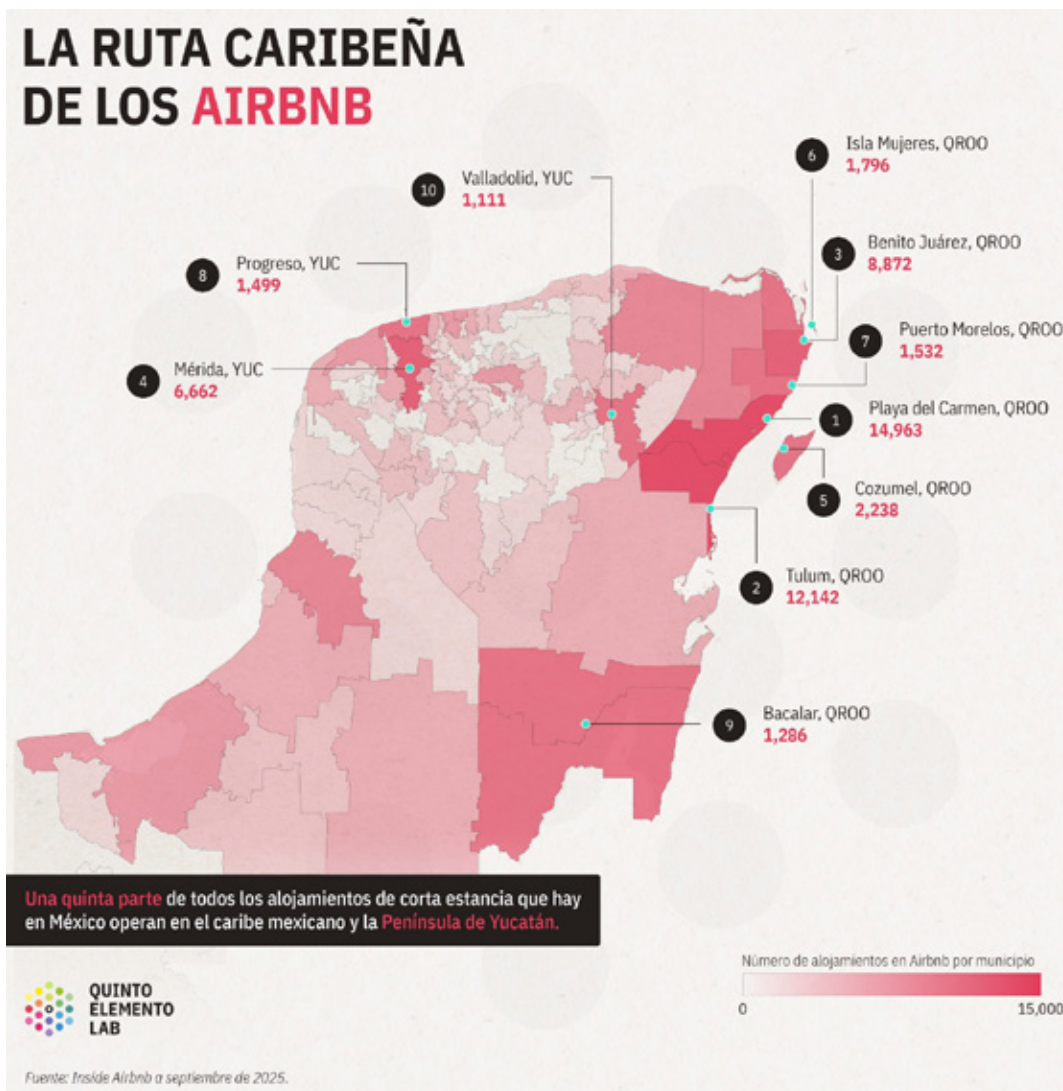 LA RUTA CARIBEÑA
DE LOS AIRBNB
6
Isla Mujeres, QROO
1,796
10
Valladolid, YUC
1,111
3
Benito Juárez, QROO
8,872
8
Progreso, YUC
1,499
7
Puerto Morelos, QROO
1,532
4
Mérida, YUC
6,662
1
Playa del Carmen, QROO
14,963
5
Cozumel, QROO
2,238
2
Tulum, QROO
12,142
9
Bacalar, QROO
1,286
Una quinta parte de todos los alojamientos de corta estancia que hay
en México operan en el caribe mexicano y la Península de Yucatán.
Número de alojamientos en Airbnb por municipio
0
15,000
QUINTO
ELEMENTO
LAB
Fuente: Inside Airbnb a septiembre de 2025.